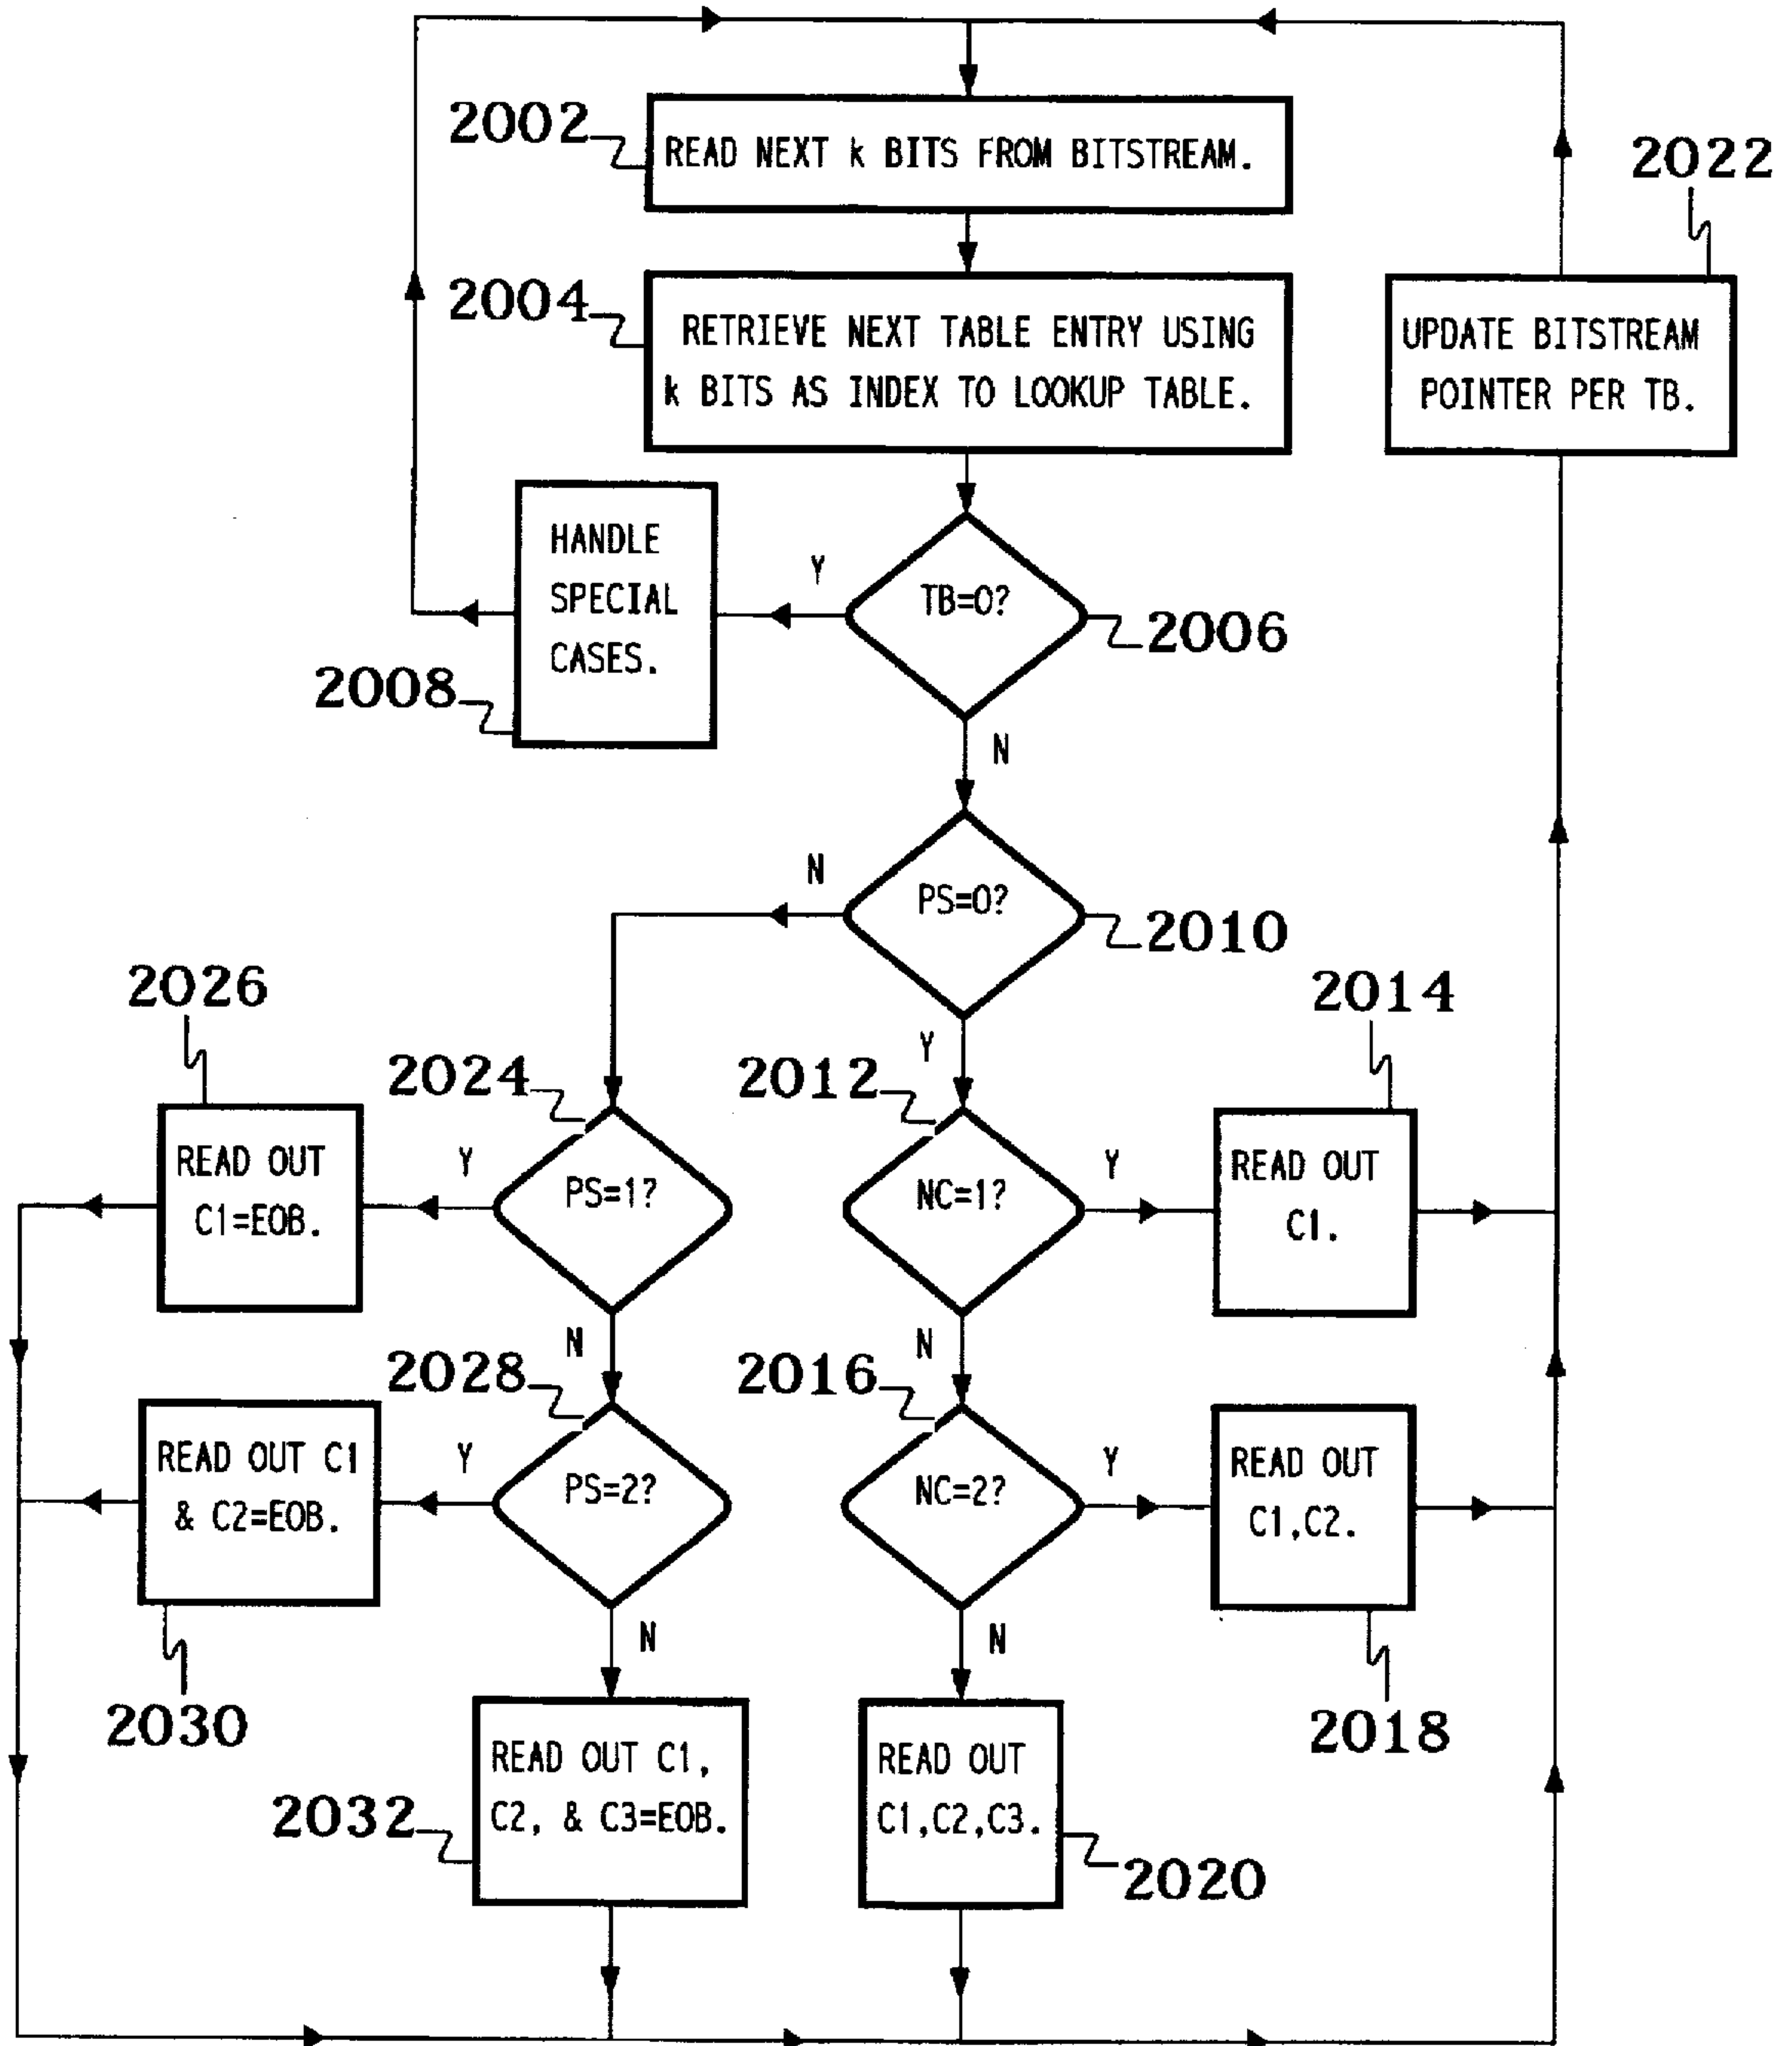 2002
READ NEXT k BITS FROM BITSTREAM.
2022
2004
RETRIEVE NEXT TABLE ENTRY USING
k BITS AS INDEX TO LOOKUP TABLE.
UPDATE BITSTREAM
POINTER PER TB.
HANDLE
SPECIAL
CASES.
Y
TB=0?
2006
2008
N
N
PS=0?
2010
2026
2014
2024
Y
2012
READ OUT
C1=EOB.
Y
PS=1?
NC=1?
Y
READ OUT
C1.
N
N
2028
2016
READ OUT C1
& C2=EOB.
Y
PS=2?
NC=2?
Y
READ OUT
C1,C2.
N
N
2030
2018
READ OUT C1,
C2, & C3=EOB.
2032
READ OUT
C1,C2,C3.
2020